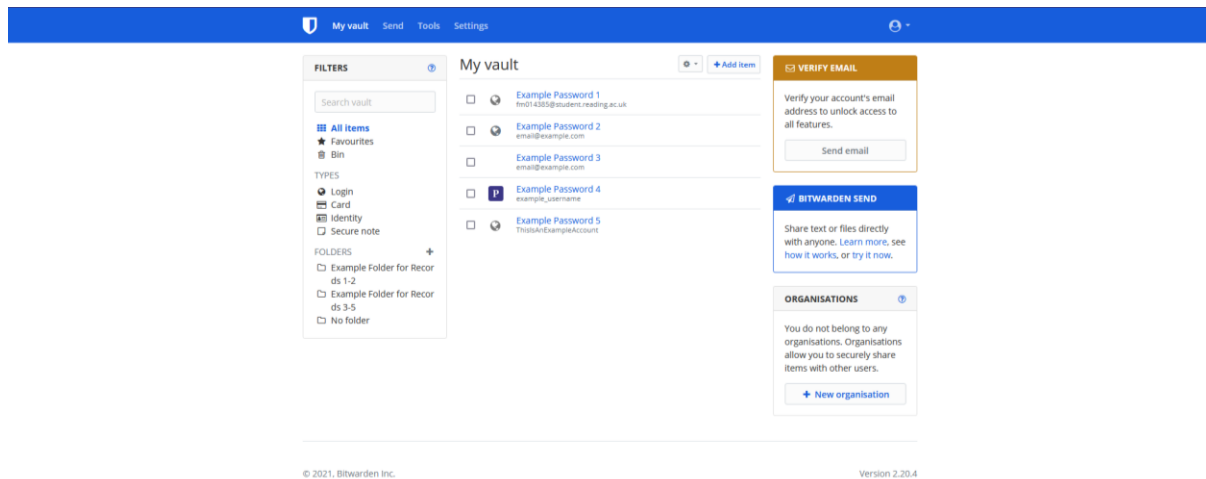 My vault Send Tools Settings
FILTERS
Search vault
All items
Favourites
Bin
TYPES
Login
Card
Identity
Secure note
FOLDERS +
Example Folder for Recor
ds 1-2
Example Folder for Recor
ds 3-5
No folder
My vault
+ Add item
Example Password 1
fm014385@student.reading.ac.uk
Example Password 2
email@example.com
Example Password 3
email@example.com
P
Example Password 4
example_username
Example Password 5
ThisIsAnExampleAccount
VERIFY EMAIL
Verify your account's email
address to unlock access to
all features.
Send email
BITWARDEN SEND
Share text or files directly
with anyone. Learn more, see
how it works, or try it now.
ORGANISATIONS
You do not belong to any
organisations. Organisations
allow you to securely share
items with other users.
+ New organisation
© 2021, Bitwarden Inc.
Version 2.20.4